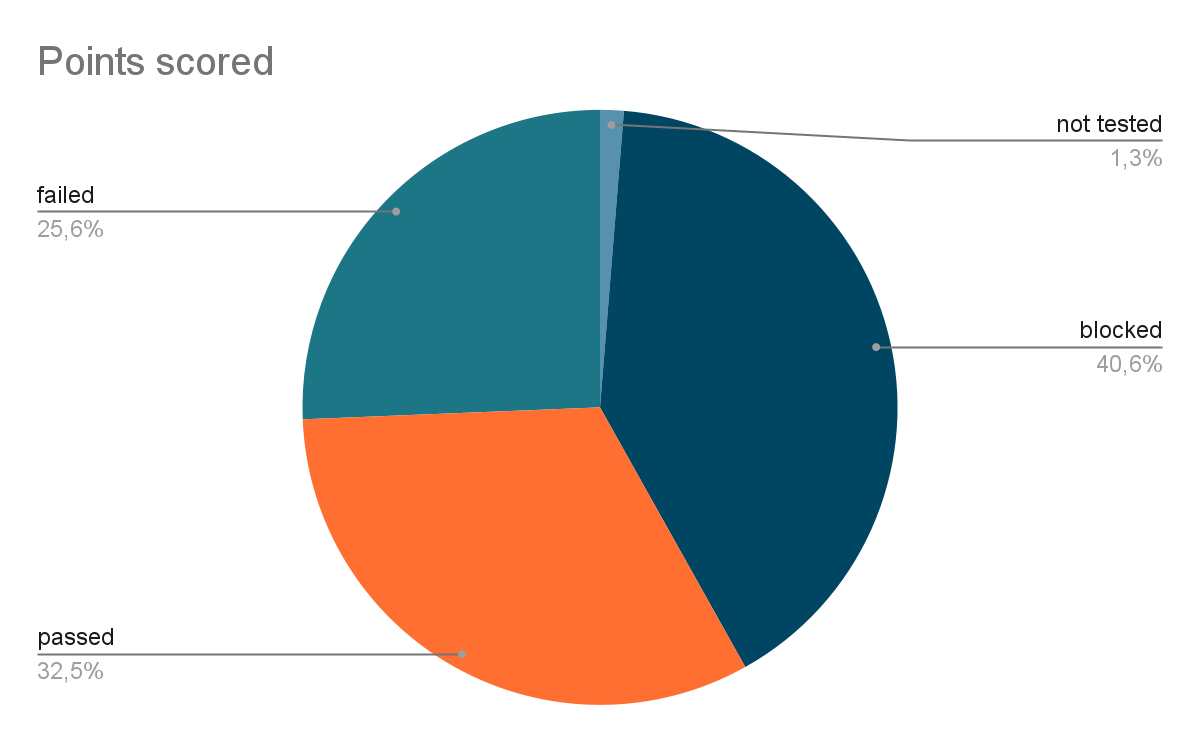 Points scored
not tested
1,3%
failed
25,6%
blocked
40,6%
passed
32,5%